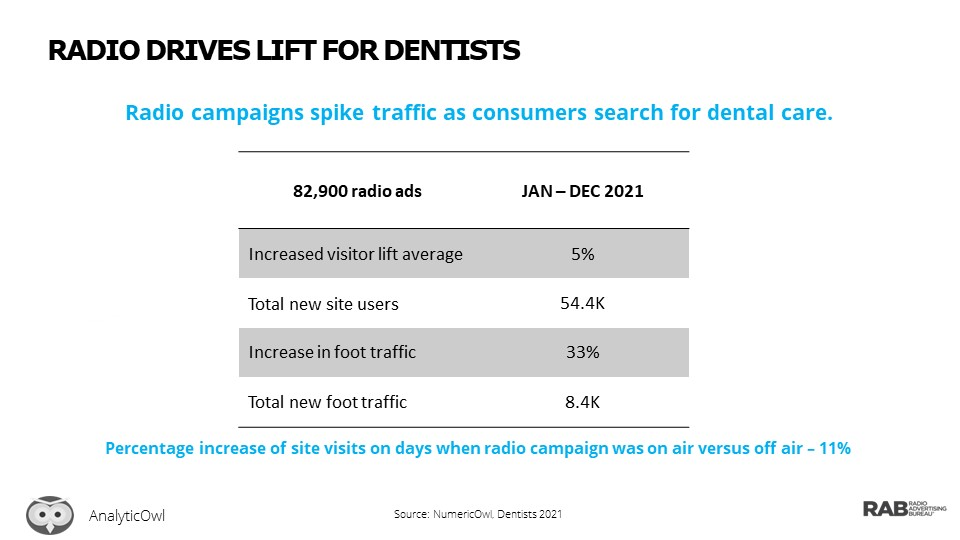 RADIO DRIVES LIFT FOR DENTISTS
Radio campaigns spike traffic as consumers search for dental care.
82,900 radio ads JAN – DEC 2021
Increased visitor lift average 5%
Total new site users 54.4K
Increase in foot traffic 33%
Total new foot traffic 8.4K
Percentage increase of site visits on days when radio campaign was on air versus off air – 11%
AnalyticOwl
Source: NumericOwl, Dentists 2021
RAB RADIO
ADVERTISING
BUREAU